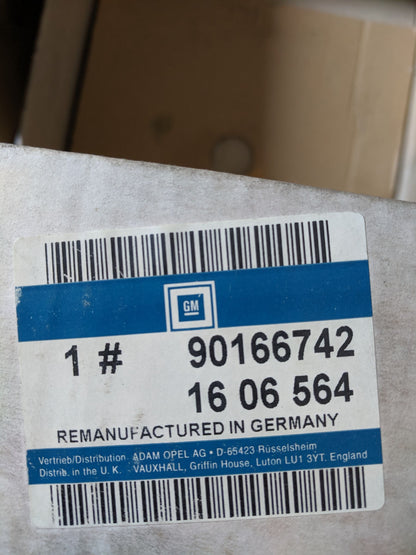 GM
1 # 90166742
16 06 564
REMANUFACTURED IN GERMANY
Vertrieb/Distribution ADAM OPEL AG • D-65423 Rüsselsheim
Distrib. in the U. K. VAUXHALL, Griffin House, Luton LU1 3YT. England